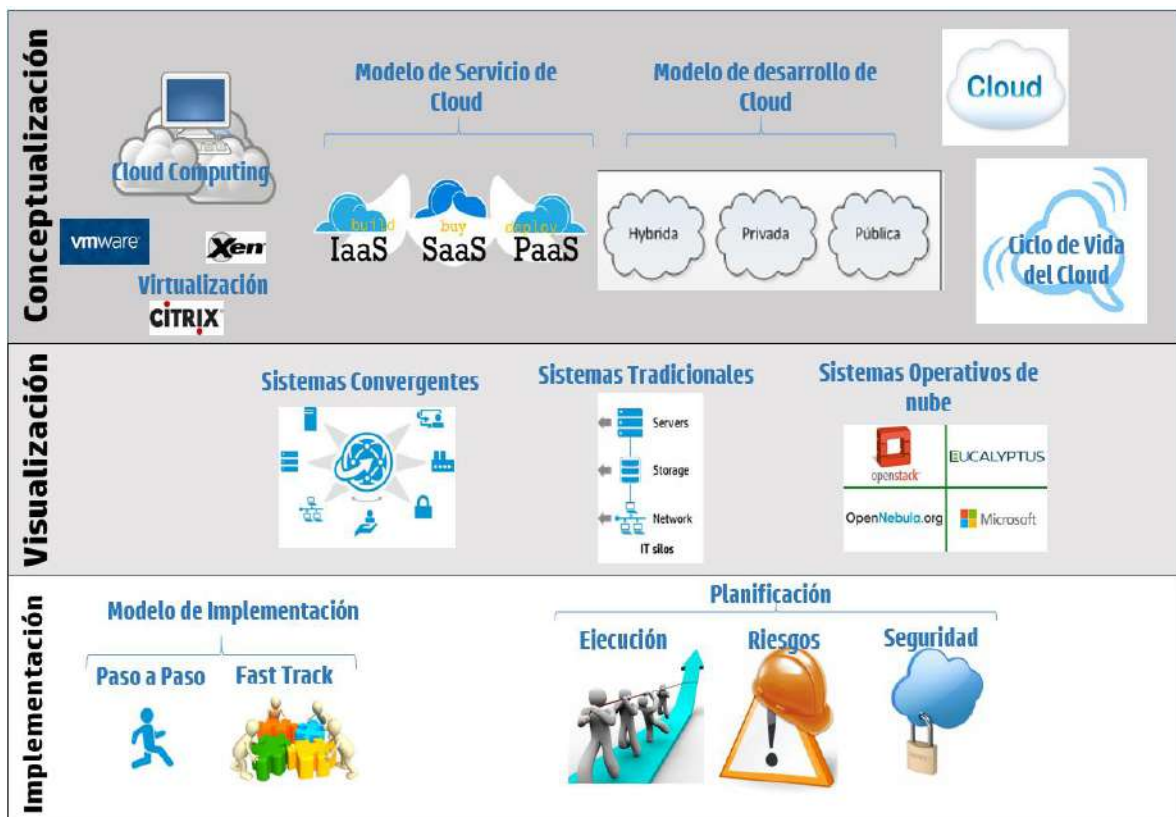 Conceptualización
Cloud Computing
vmware
Xen
Virtualización
CITRIX
Modelo de Servicio de
Cloud
build
IaaS
buy
SaaS
deploy
PaaS
Modelo de desarrollo de
Cloud
Hybrida
Privada
Pública
Cloud
Ciclo de Vida
del Cloud
Visualización
Sistemas Convergentes
Sistemas Tradicionales
Servers
Storage
Network
IT silos
Sistemas Operativos de
nube
openstack
EUCALYPTUS
OpenNebula.org
Microsoft
Implementación
Modelo de Implementación
Paso a Paso
Fast Track
Planificación
Ejecución
Riesgos
Seguridad